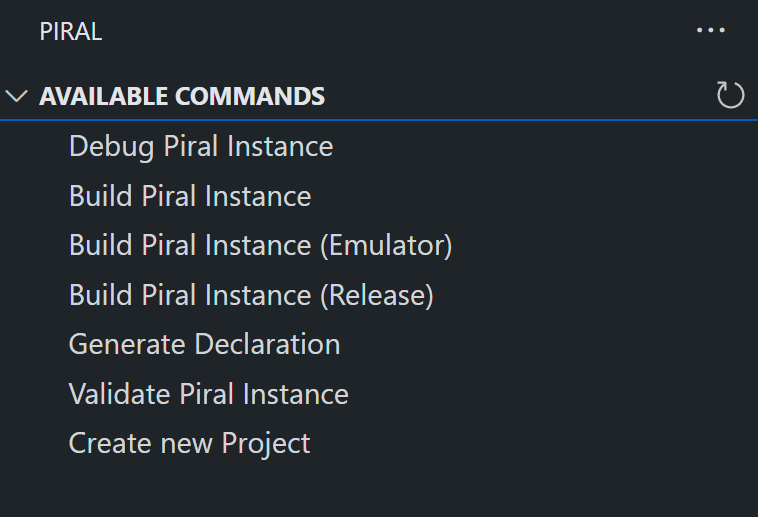 PIRAL
AVAILABLE COMMANDS
Debug Piral Instance
Build Piral Instance
Build Piral Instance (Emulator)
Build Piral Instance (Release)
Generate Declaration
Validate Piral Instance
Create new Project